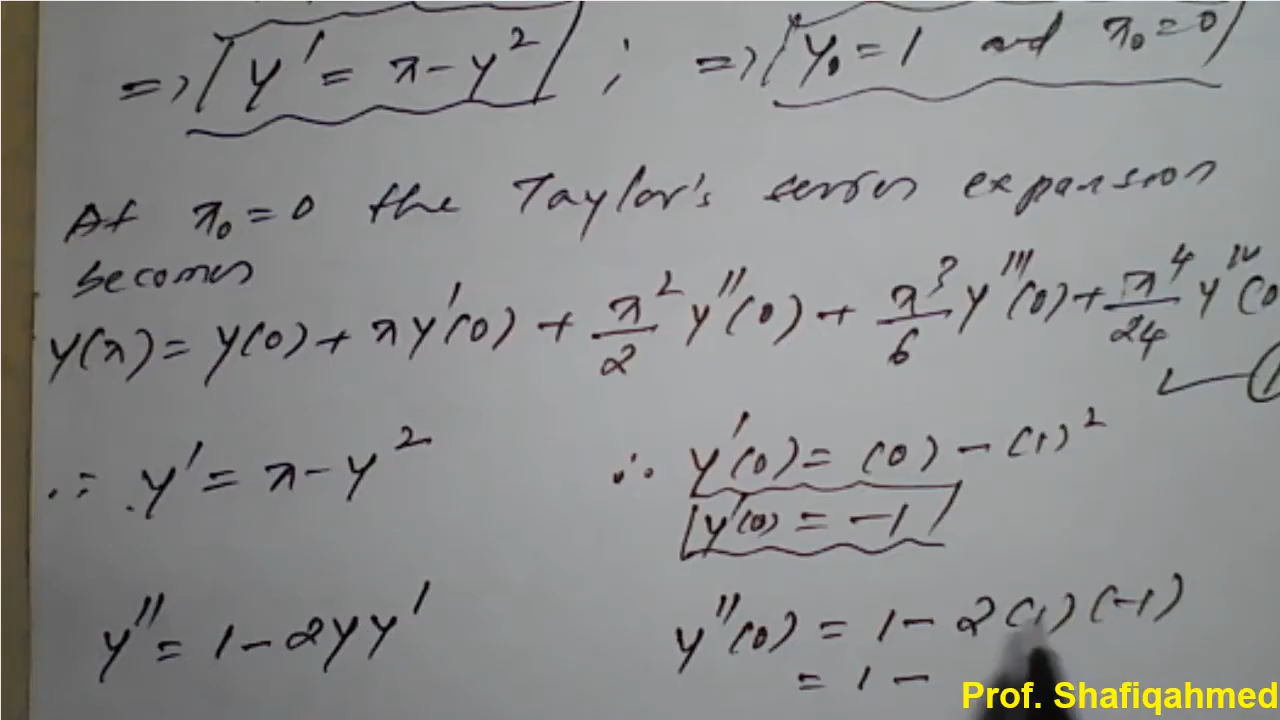 => y' = x - y² ; => y₀ = 1 and x₀ = 0
At x₀ = 0 the Taylor's series expansion
becomes
y(x) = y(0) + x y'(0) + x²/2 y''(0) + x³/6 y'''(0) + x⁴/24 y^IV(0
(1
∵ y' = x - y² ∴ y'(0) = (0) - (1)²
y'(0) = -1
y'' = 1 - 2yy' y''(0) = 1 - 2(1)(-1)
= 1 -
Prof. Shafiqahmed